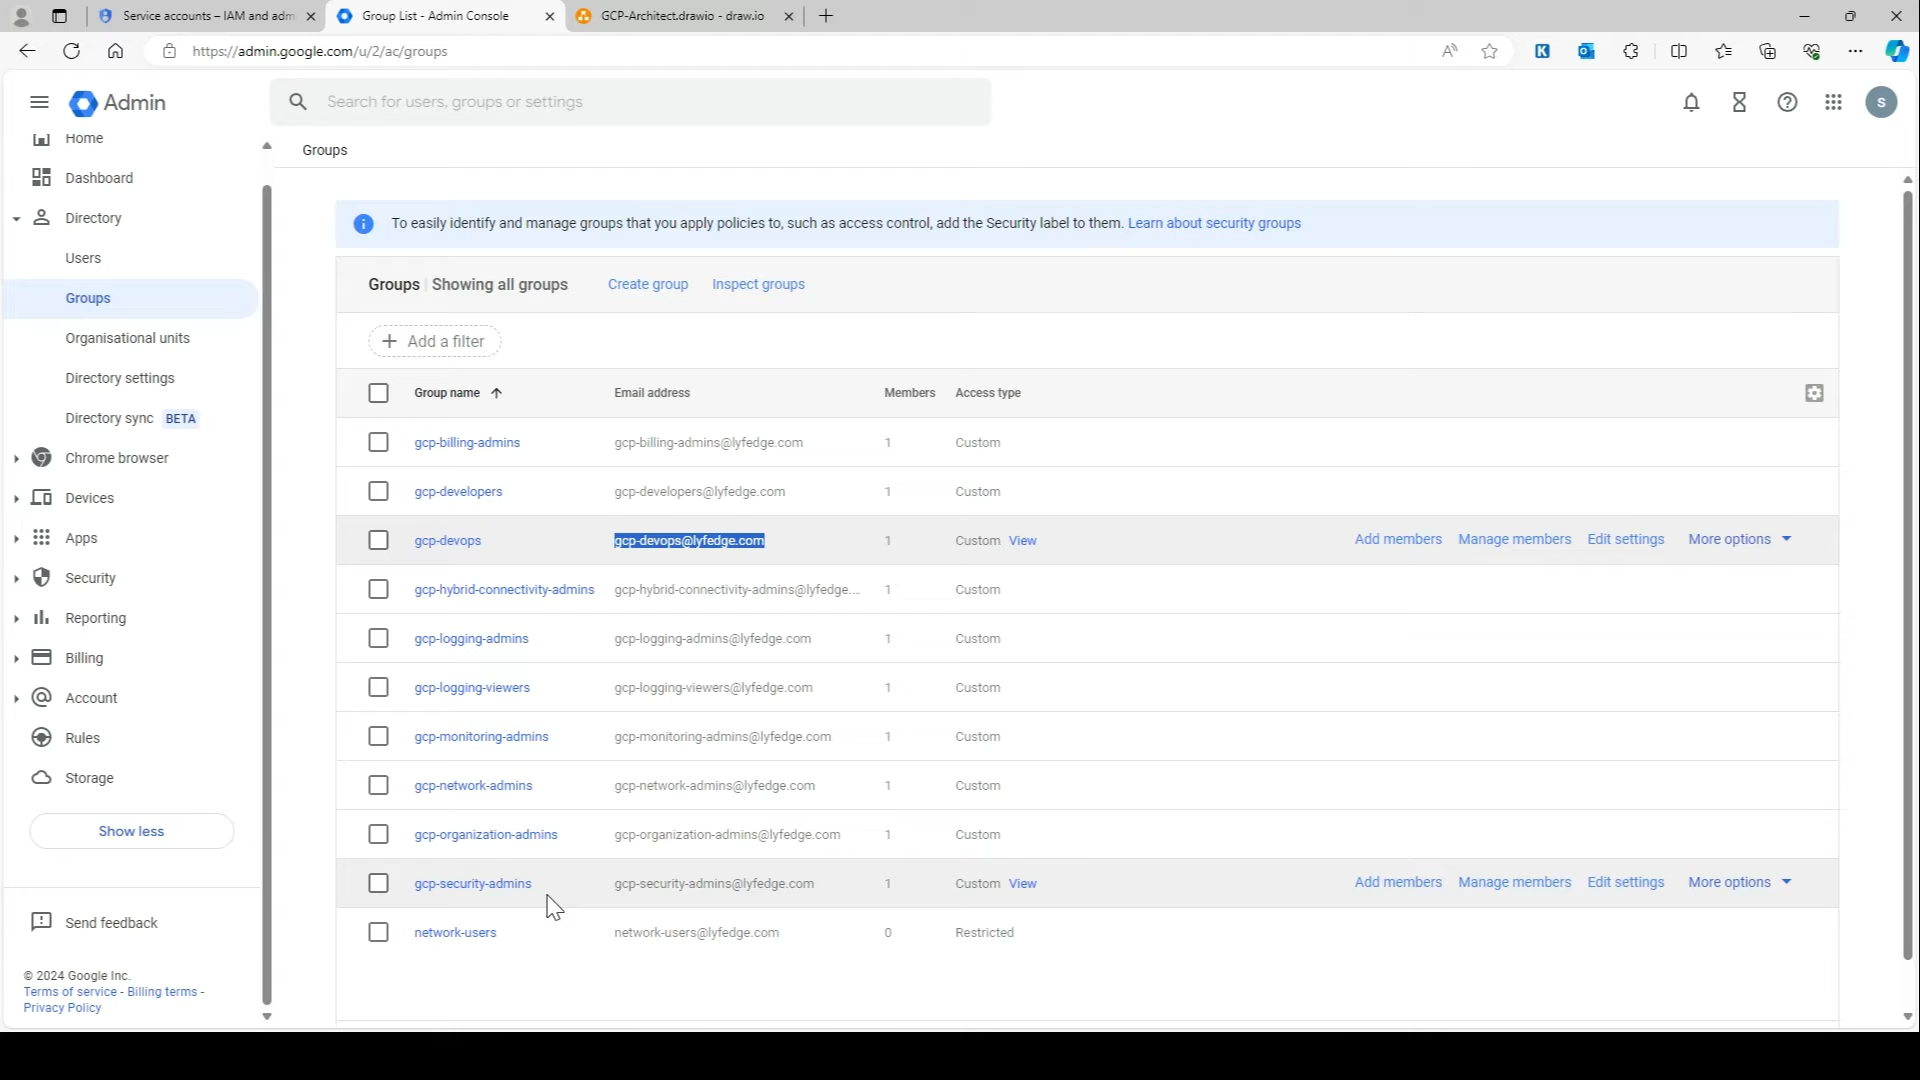 Service accounts – IAM and adm
Group List - Admin Console
GCP-Architect.drawio - draw.io
https://admin.google.com/u/2/ac/groups
Admin
Search for users, groups or settings
S
Home
Dashboard
Directory
Users
Groups
Organisational units
Directory settings
Directory sync BETA
Chrome browser
Devices
Apps
Security
Reporting
Billing
Account
Rules
Storage
Show less
Send feedback
© 2024 Google Inc.
Terms of service - Billing terms -
Privacy Policy
Groups
To easily identify and manage groups that you apply policies to, such as access control, add the Security label to them. Learn about security groups
Groups | Showing all groups Create group Inspect groups
+ Add a filter
Group name Email address Members Access type
gcp-billing-admins gcp-billing-admins@lyfedge.com 1 Custom
gcp-developers gcp-developers@lyfedge.com 1 Custom
gcp-devops gcp-devops@lyfedge.com 1 Custom View Add members Manage members Edit settings More options
gcp-hybrid-connectivity-admins gcp-hybrid-connectivity-admins@lyfedge.... 1 Custom
gcp-logging-admins gcp-logging-admins@lyfedge.com 1 Custom
gcp-logging-viewers gcp-logging-viewers@lyfedge.com 1 Custom
gcp-monitoring-admins gcp-monitoring-admins@lyfedge.com 1 Custom
gcp-network-admins gcp-network-admins@lyfedge.com 1 Custom
gcp-organization-admins gcp-organization-admins@lyfedge.com 1 Custom
gcp-security-admins gcp-security-admins@lyfedge.com 1 Custom View Add members Manage members Edit settings More options
network-users network-users@lyfedge.com 0 Restricted